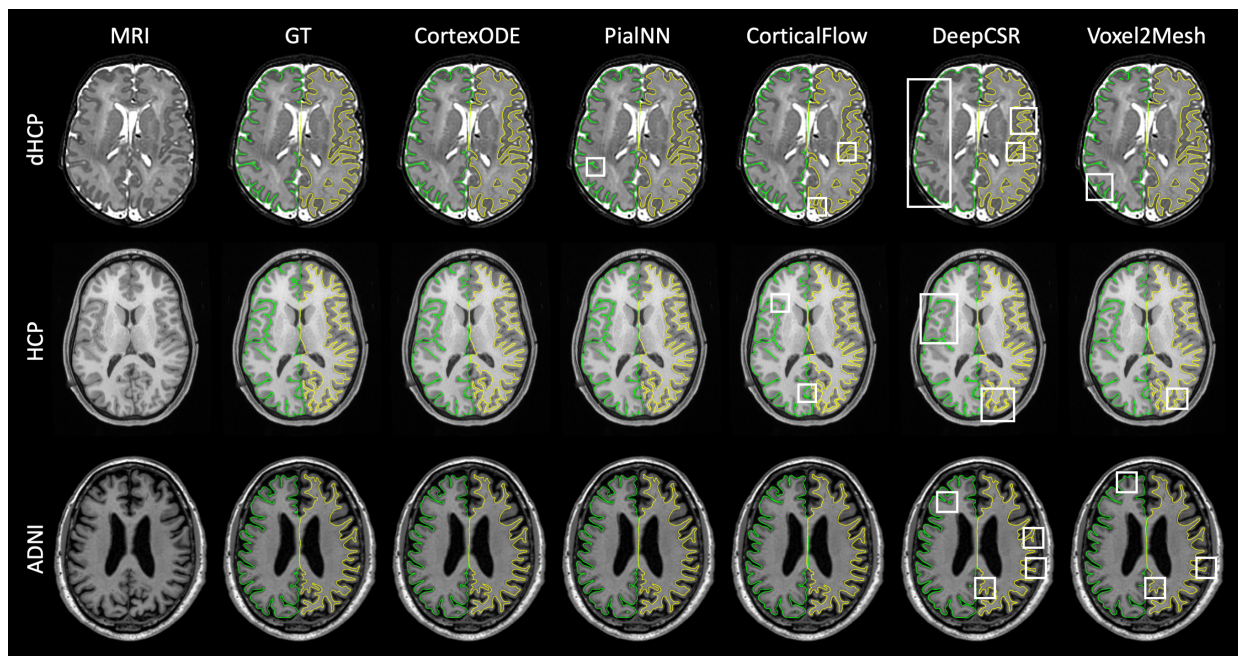 MRI GT CortexODE PialNN CorticalFlow DeepCSR Voxel2Mesh
dHCP
HCP
ADNI